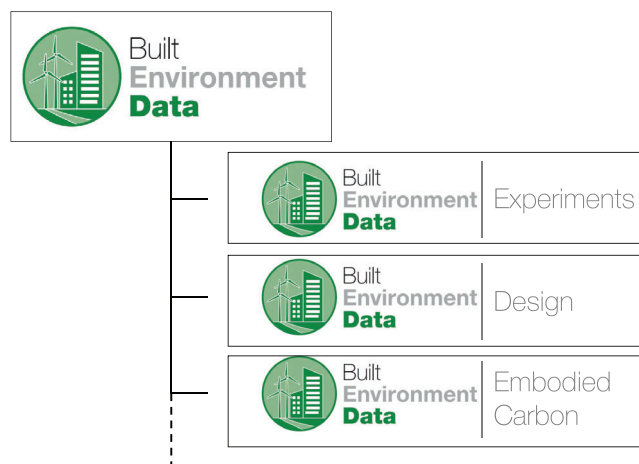 Built
Environment
Data
Built
Environment
Data
Experiments
Built
Environment
Data
Design
Built
Environment
Data
Embodied
Carbon